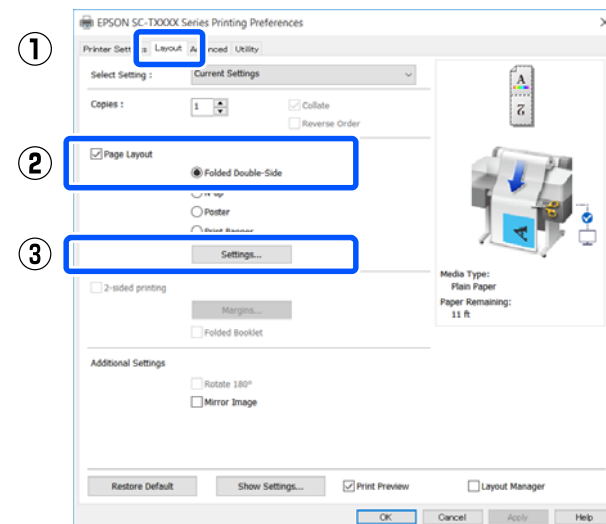 EPSON SC-TXXXX Series Printing Preferences
1
Printer Sett s Layout A nced Utility
Select Setting : Current Settings
Copies : 1 Collate
Reverse Order
2
Page Layout
Folded Double-Side
N-up
Poster
Print Banner
3
Settings...
2-sided printing
Margins...
Folded Booklet
Additional Settings
Rotate 180°
Mirror Image
A
Media Type:
Plain Paper
Paper Remaining:
11 ft
Restore Default Show Settings... Print Preview Layout Manager
OK Cancel Apply Help